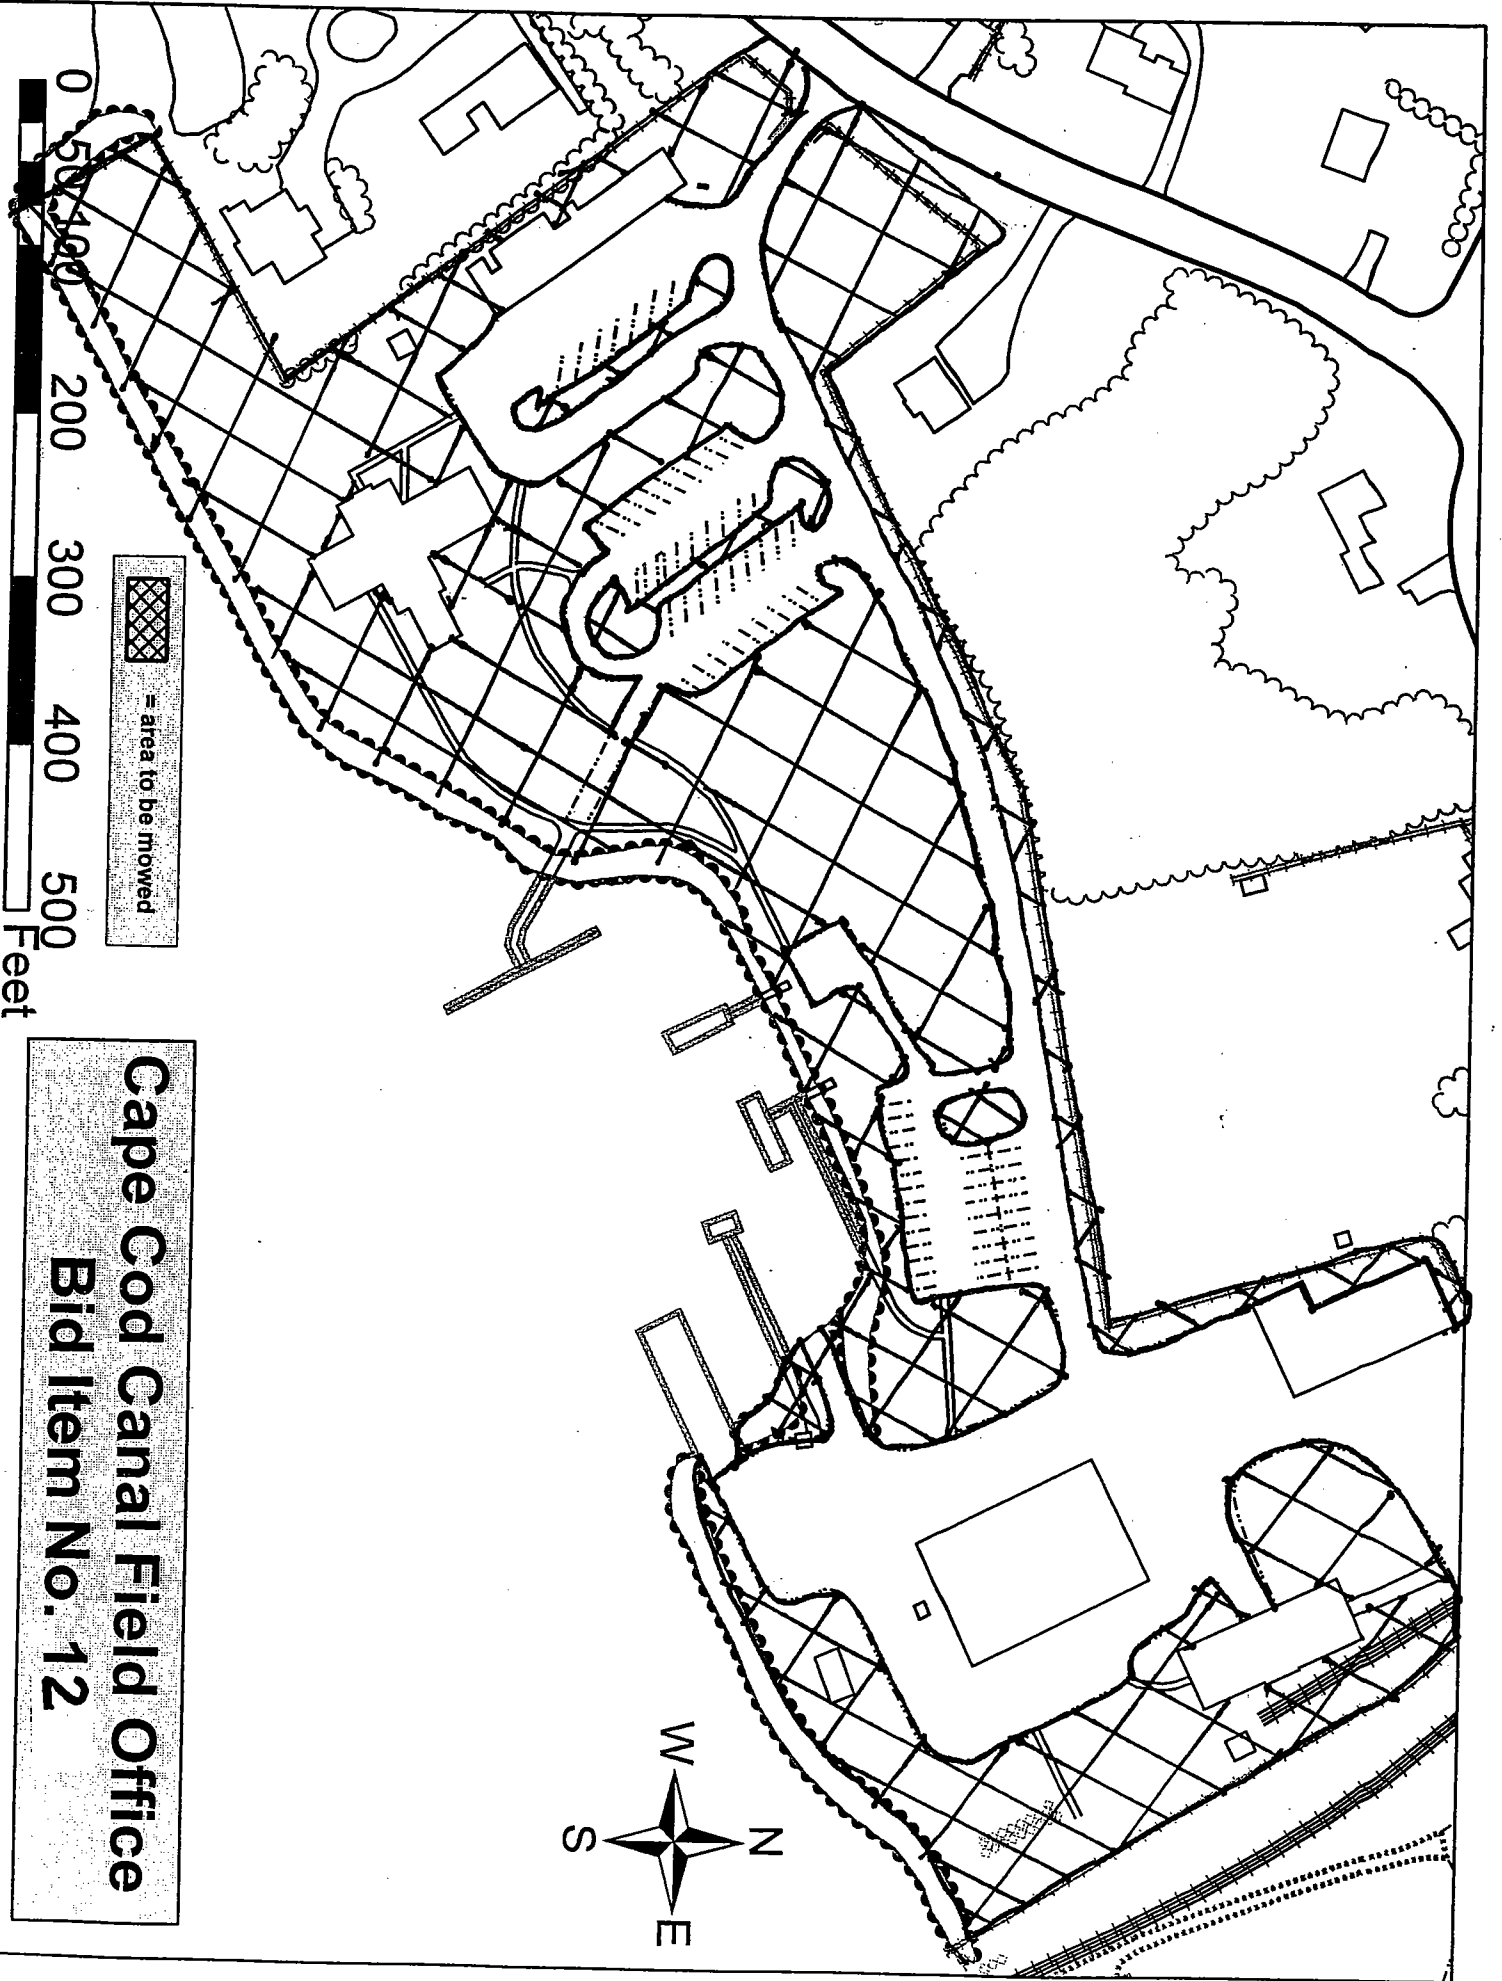 W
N
S
E
= area to be mowed
0 50 100 200 300 400 500 Feet
Cape Cod Canal Field Office
Bid Item No. 12